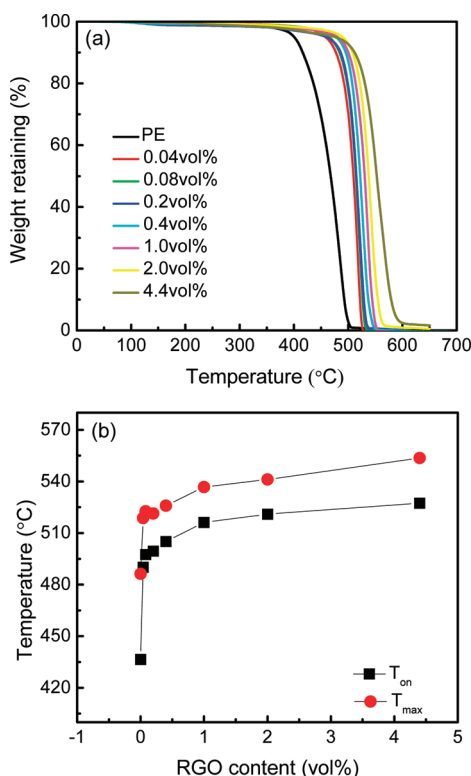 (a)
100
80
60
40
20
0
Weight retaining (%)
PE
0.04vol%
0.08vol%
0.2vol%
0.4vol%
1.0vol%
2.0vol%
4.4vol%
0 100 200 300 400 500 600 700
Temperature (°C)
(b)
570
540
510
480
450
420
Temperature (°C)
T on
T max
-1 0 1 2 3 4 5
RGO content (vol%)